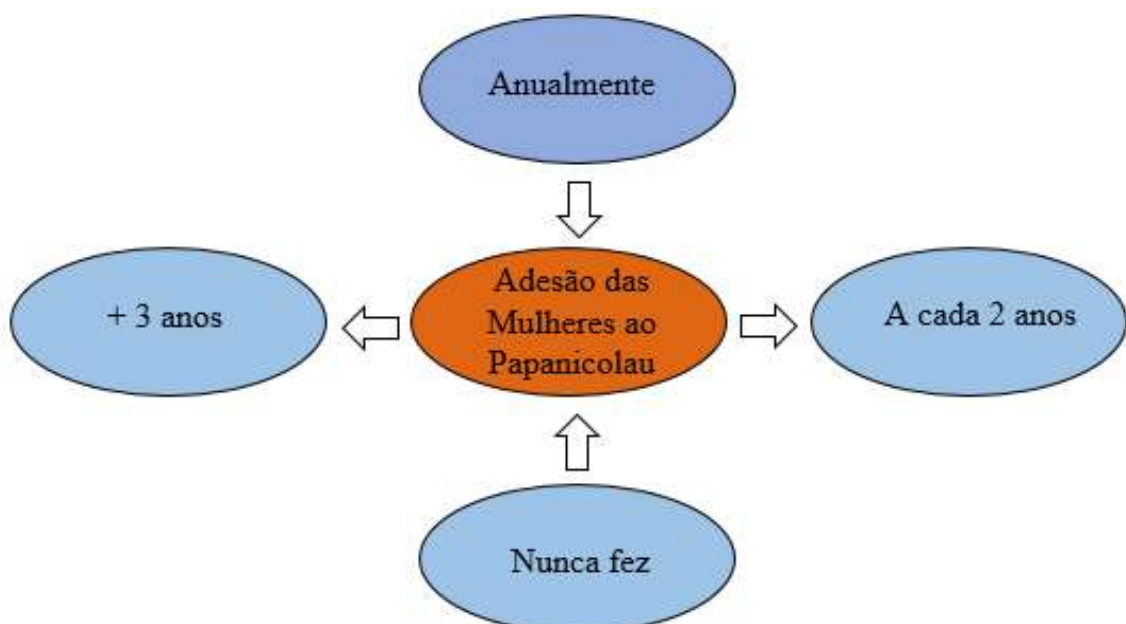 Anualmente
+ 3 anos
Adesão das
Mulheres ao
Papanicolau
A cada 2 anos
Nunca fez